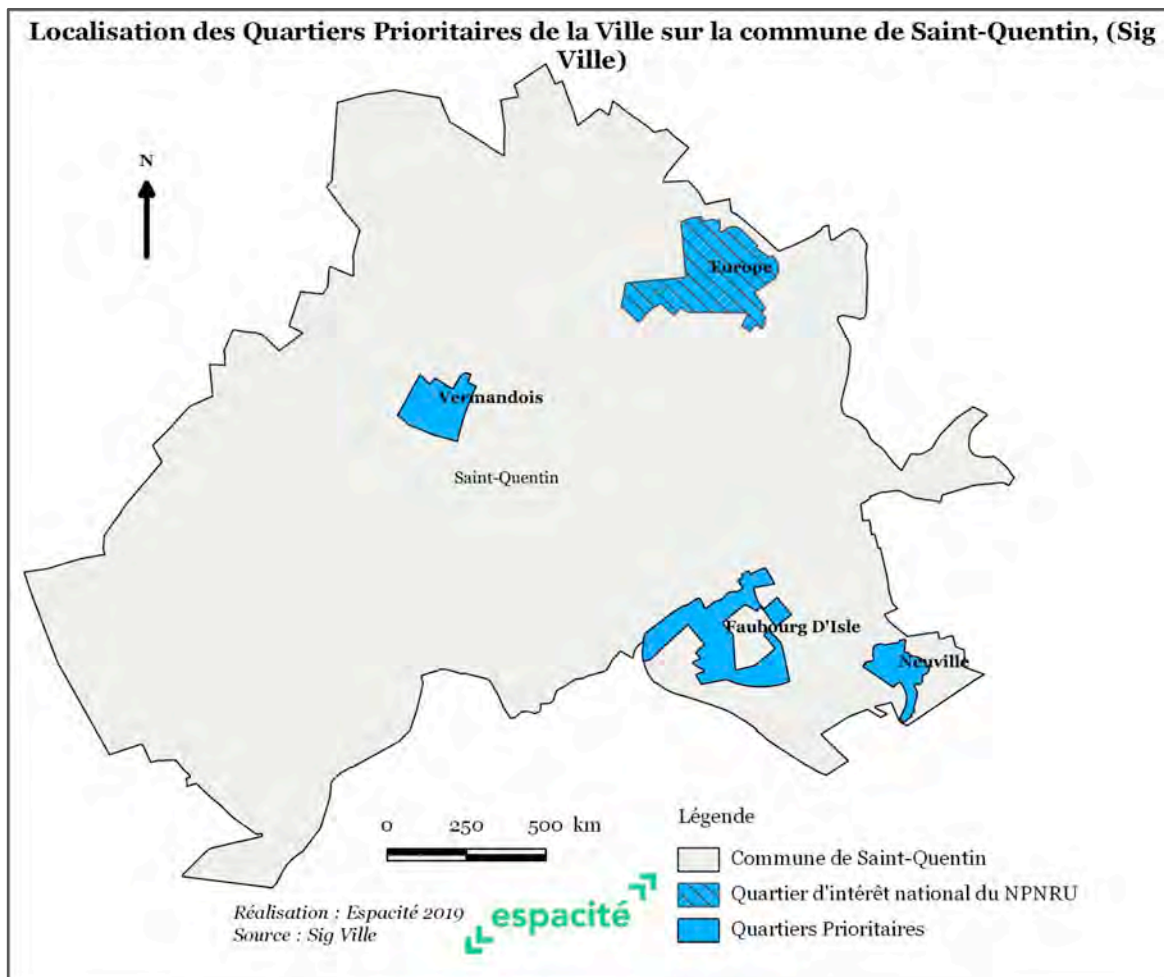 Localisation des Quartiers Prioritaires de la Ville sur la commune de Saint-Quentin, (Sig
Ville)
N
Europe
Vermandois
Saint-Quentin
Faubourg D'Isle
Neuville
0 250 500 km
Légende
Commune de Saint-Quentin
Quartier d'intérêt national du NPNRU
Quartiers Prioritaires
Réalisation : Espacité 2019
Source : Sig Ville
espacité